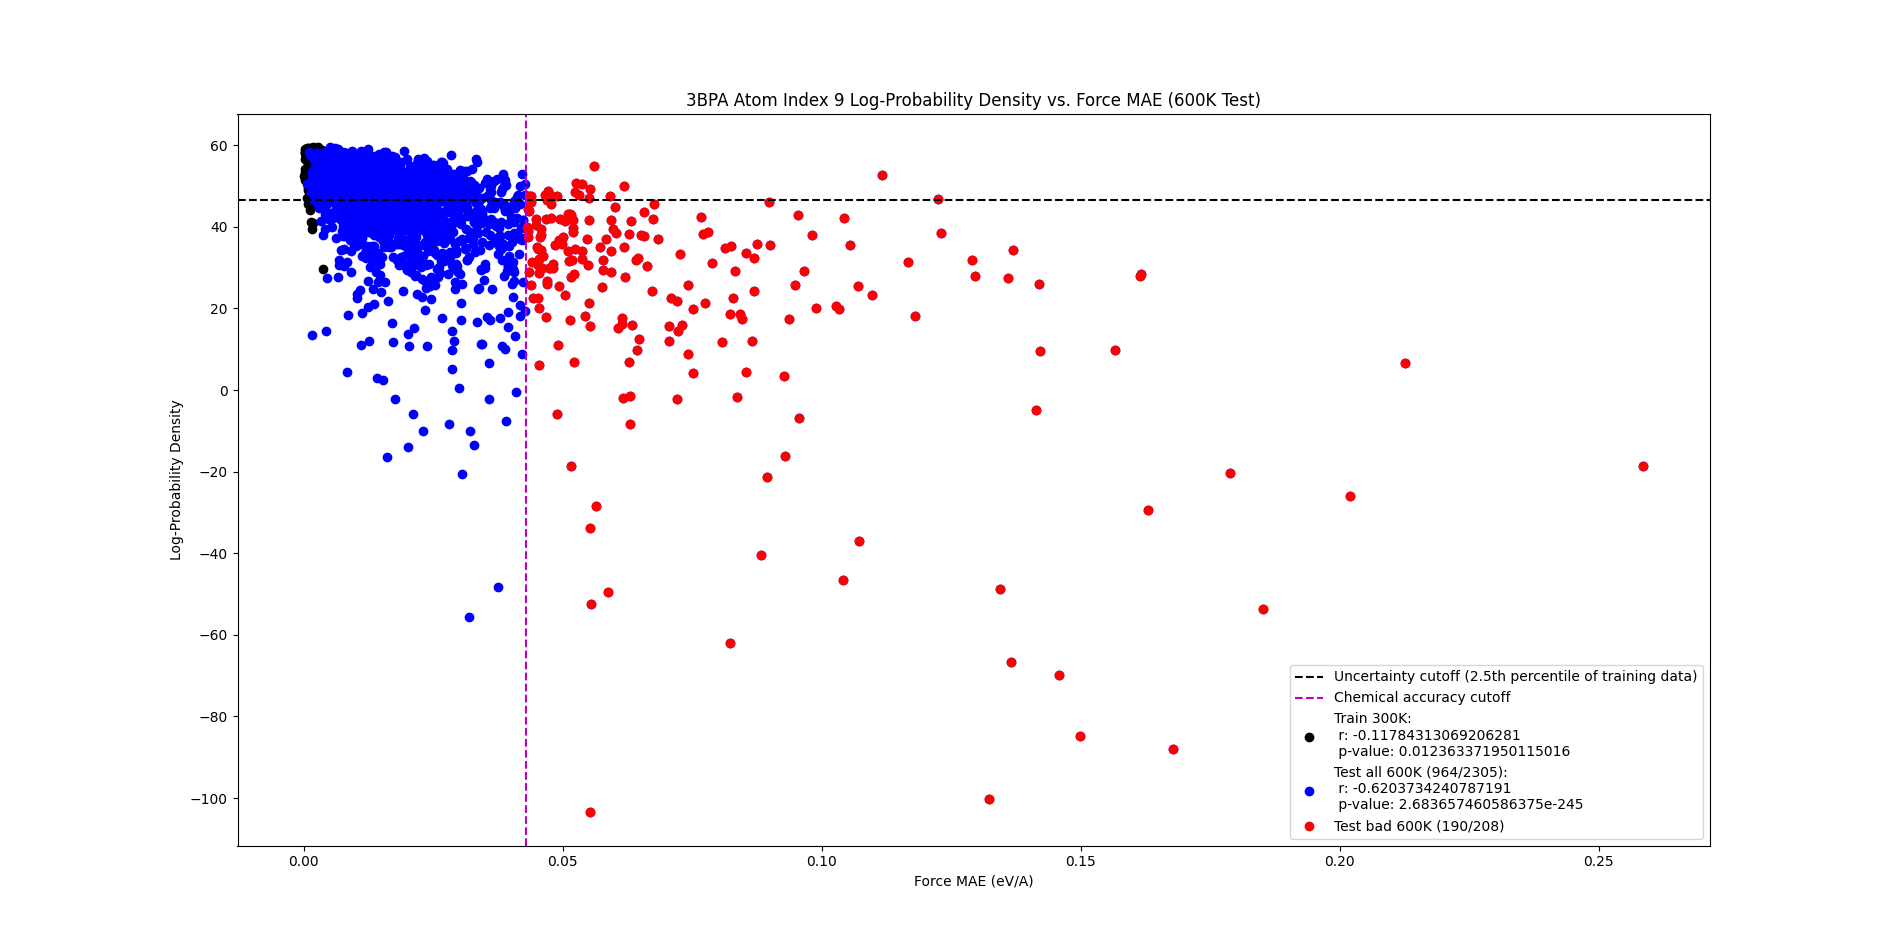 3BPA Atom Index 9 Log-Probability Density vs. Force MAE (600K Test)
60
40
20
0
−20
−40
−60
−80
−100
Log-Probability Density
0.00 0.05 0.10 0.15 0.20 0.25
Force MAE (eV/A)
Uncertainty cutoff (2.5th percentile of training data)
Chemical accuracy cutoff
Train 300K:
r: -0.11784313069206281
p-value: 0.012363371950115016
Test all 600K (964/2305):
r: -0.6203734240787191
p-value: 2.683657460586375e-245
Test bad 600K (190/208)